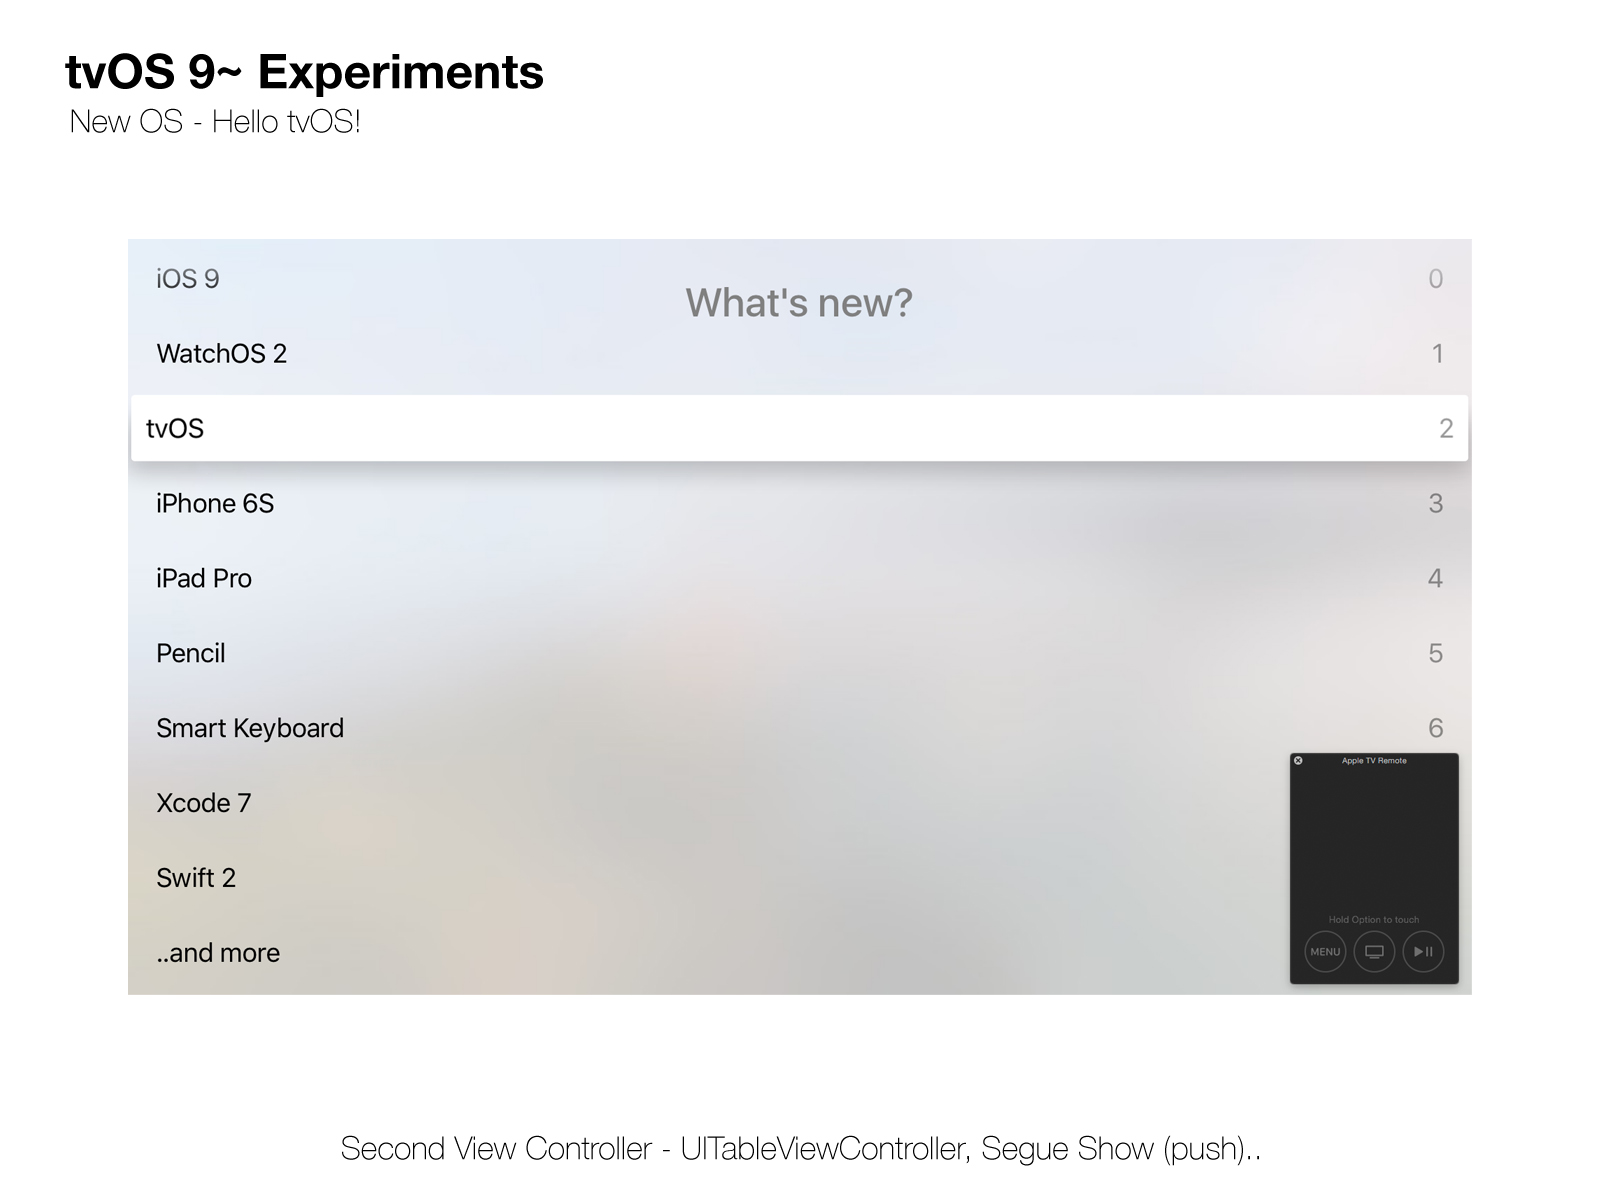 tvOS 9~ Experiments
New OS - Hello tvOS!
iOS 9 0
What's new?
WatchOS 2 1
tvOS 2
iPhone 6S 3
iPad Pro 4
Pencil 5
Smart Keyboard 6
Apple TV Remote
Xcode 7
Swift 2
Hold Option to touch
..and more
MENU
Second View Controller - UITableViewController, Segue Show (push)..